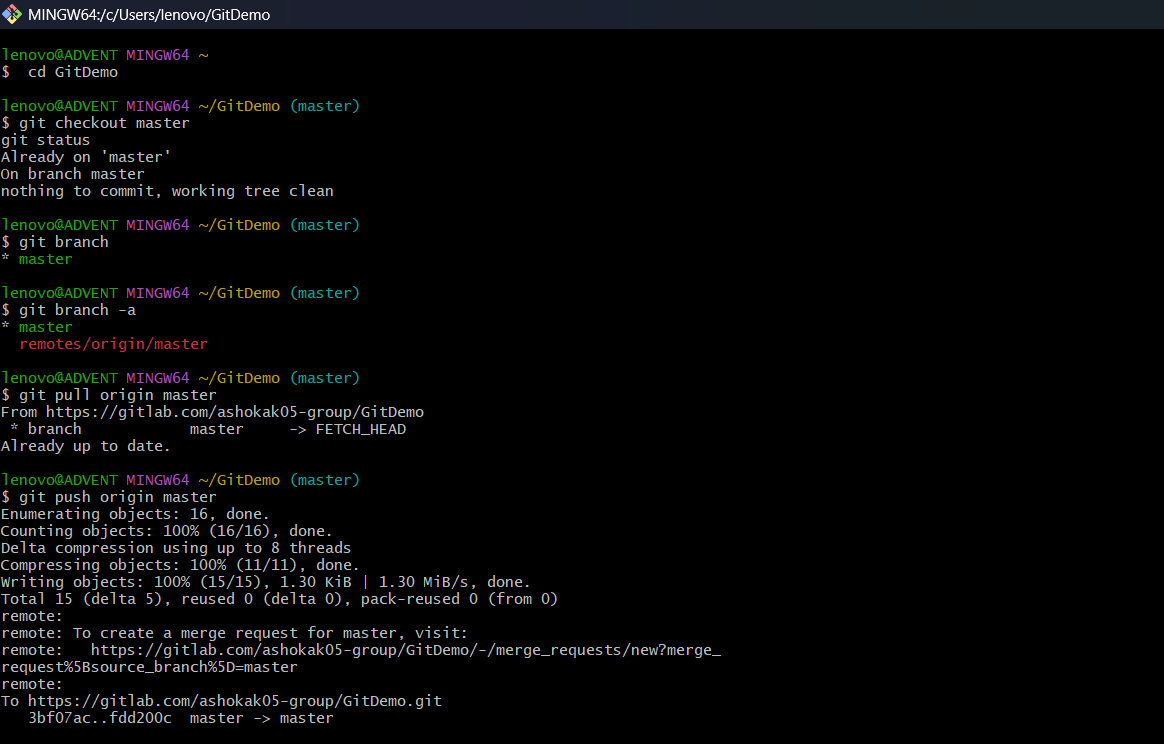 MINGW64:/c/Users/lenovo/GitDemo
lenovo@ADVENT MINGW64 ~
$  cd GitDemo
lenovo@ADVENT MINGW64 ~/GitDemo (master)
$ git checkout master
git status
Already on 'master'
On branch master
nothing to commit, working tree clean
lenovo@ADVENT MINGW64 ~/GitDemo (master)
$ git branch
* master
lenovo@ADVENT MINGW64 ~/GitDemo (master)
$ git branch -a
* master
  remotes/origin/master
lenovo@ADVENT MINGW64 ~/GitDemo (master)
$ git pull origin master
From https://gitlab.com/ashokak05-group/GitDemo
 * branch            master     -> FETCH_HEAD
Already up to date.
lenovo@ADVENT MINGW64 ~/GitDemo (master)
$ git push origin master
Enumerating objects: 16, done.
Counting objects: 100% (16/16), done.
Delta compression using up to 8 threads
Compressing objects: 100% (11/11), done.
Writing objects: 100% (15/15), 1.30 KiB | 1.30 MiB/s, done.
Total 15 (delta 5), reused 0 (delta 0), pack-reused 0 (from 0)
remote:
remote: To create a merge request for master, visit:
remote:   https://gitlab.com/ashokak05-group/GitDemo/-/merge_requests/new?merge_
request%5Bsource_branch%5D=master
remote:
To https://gitlab.com/ashokak05-group/GitDemo.git
   3bf07ac..fdd200c  master -> master